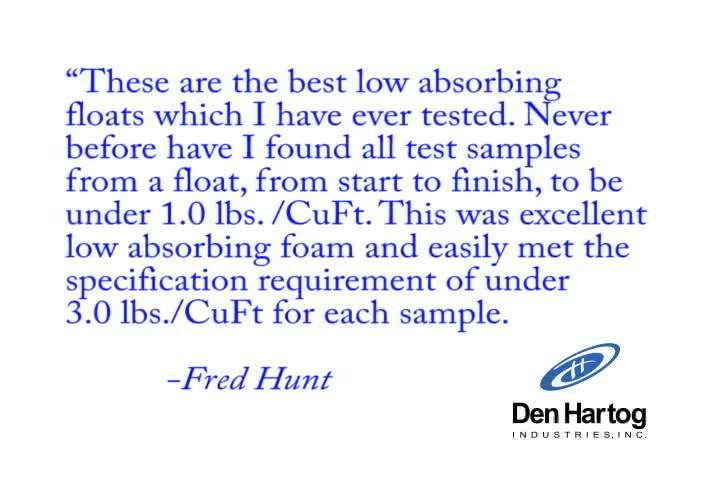 “These are the best low absorbing
floats which I have ever tested. Never
before have I found all test samples
from a float, from start to finish, to be
under 1.0 lbs. /CuFt. This was excellent
low absorbing foam and easily met the
specification requirement of under
3.0 lbs./CuFt for each sample.
-Fred Hunt
H
Den Hartog
INDUSTRIES, INC.